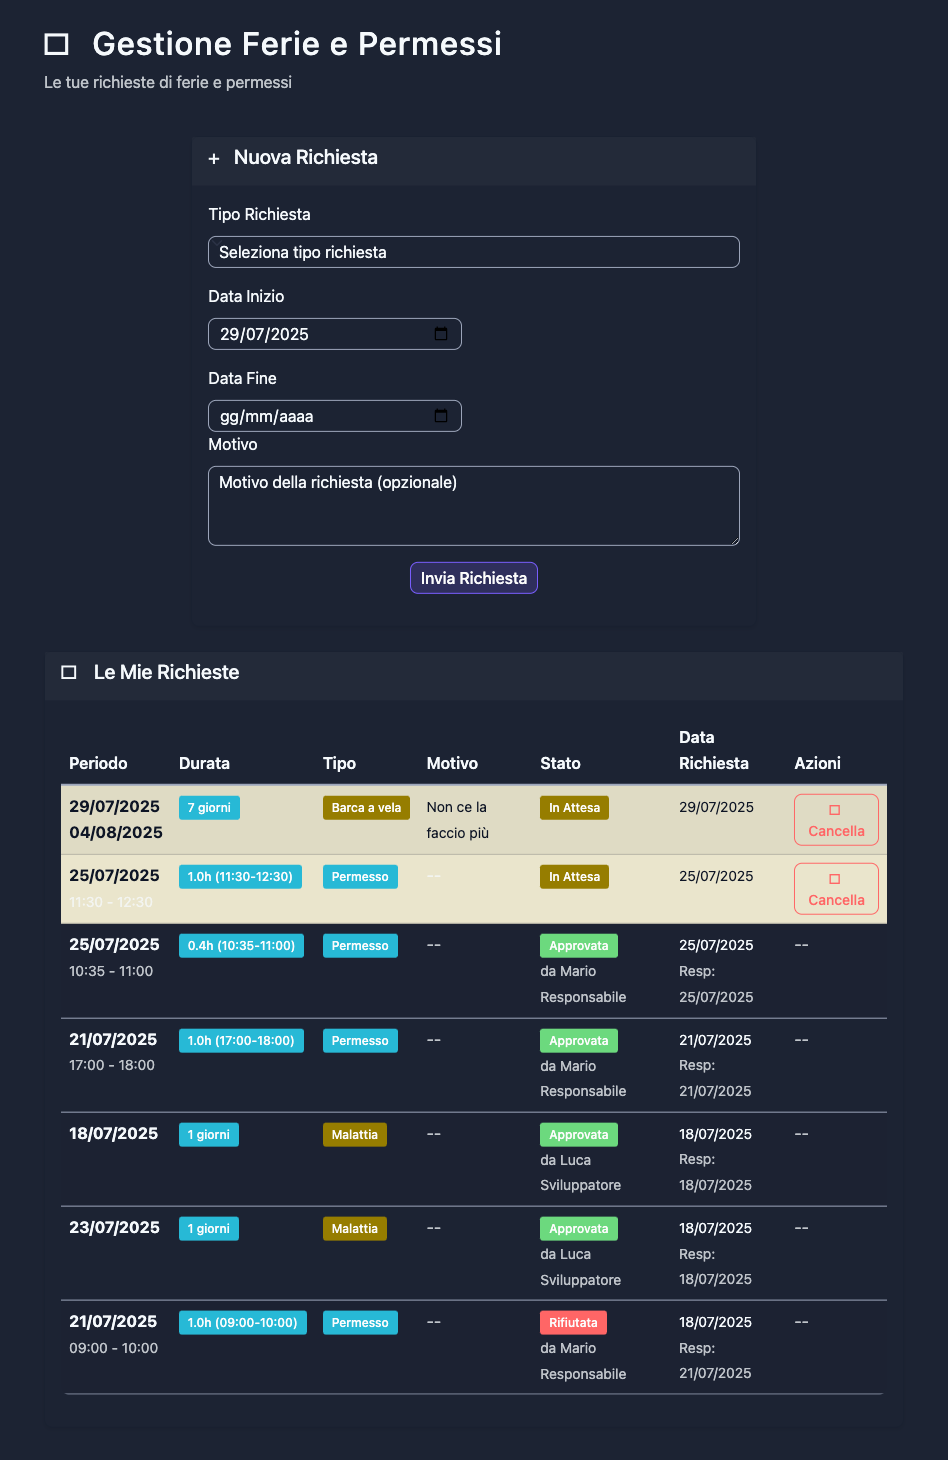 Gestione Ferie e Permessi
Le tue richieste di ferie e permessi
+ Nuova Richiesta
Tipo Richiesta
Seleziona tipo richiesta
Data Inizio
29/07/2025
Data Fine
gg/mm/aaaa
Motivo
Motivo della richiesta (opzionale)
Invia Richiesta
Le Mie Richieste
Periodo Durata Tipo Motivo Stato Data Richiesta Azioni
29/07/2025 7 giorni Barca a vela Non ce la In Attesa 29/07/2025
04/08/2025 faccio più Cancella
25/07/2025 1.0h (11:30-12:30) Permesso -- In Attesa 25/07/2025
11:30 - 12:30 Cancella
25/07/2025 0.4h (10:35-11:00) Permesso -- Approvata 25/07/2025 --
10:35 - 11:00 da Mario Resp:
Responsabile 25/07/2025
21/07/2025 1.0h (17:00-18:00) Permesso -- Approvata 21/07/2025 --
17:00 - 18:00 da Mario Resp:
Responsabile 21/07/2025
18/07/2025 1 giorni Malattia -- Approvata 18/07/2025 --
da Luca Resp:
Sviluppatore 18/07/2025
23/07/2025 1 giorni Malattia -- Approvata 18/07/2025 --
da Luca Resp:
Sviluppatore 18/07/2025
21/07/2025 1.0h (09:00-10:00) Permesso -- Rifiutata 18/07/2025 --
09:00 - 10:00 da Mario Resp:
Responsabile 21/07/2025